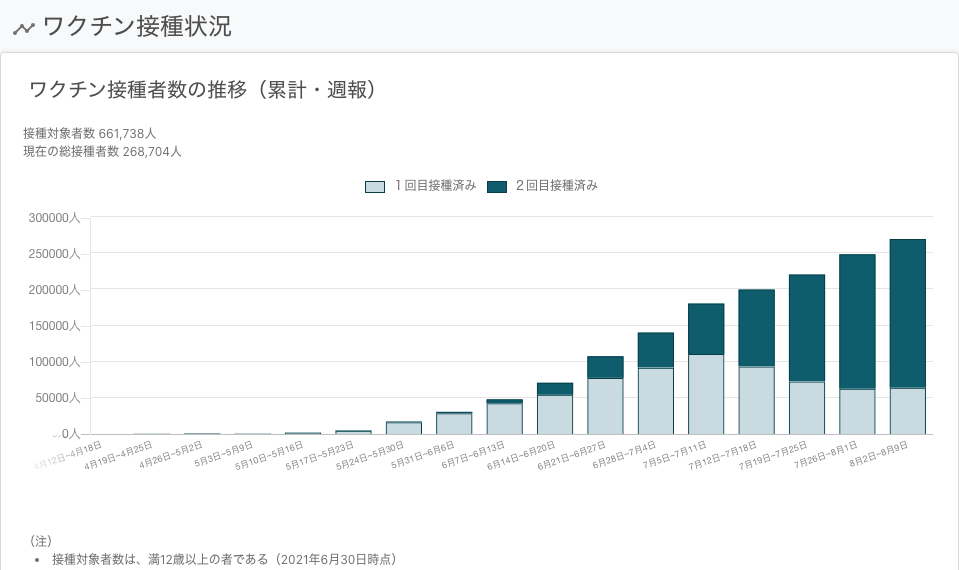 ワクチン接種状況
ワクチン接種者数の推移（累計・週報）
接種対象者数 661,738人
現在の総接種者数 268,704人
１回目接種済み ２回目接種済み
300000人
250000人
200000人
150000人
100000人
50000人
0人
4月12日~4月18日
4月19日~4月25日
4月26日~5月2日
5月3日~5月9日
5月10日~5月16日
5月17日~5月23日
5月24日~5月30日
5月31日~6月6日
6月7日~6月13日
6月14日~6月20日
6月21日~6月27日
6月28日~7月4日
7月5日~7月11日
7月12日~7月18日
7月19日~7月25日
7月26日~8月1日
8月2日~8月9日
（注）
• 接種対象者数は、満12歳以上の者である（2021年6月30日時点）